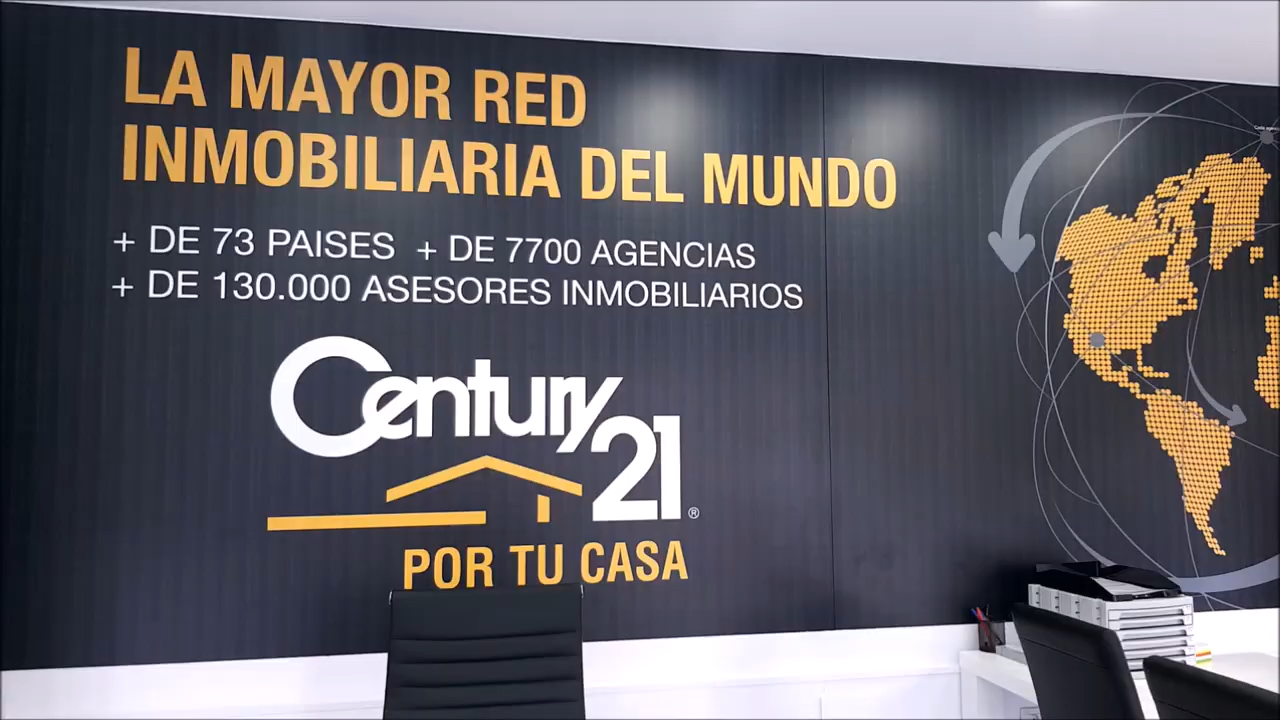 LA MAYOR RED
INMOBILIARIA DEL MUNDO
+ DE 73 PAISES + DE 7700 AGENCIAS
+ DE 130.000 ASESORES INMOBILIARIOS
Century
21®
POR TU CASA